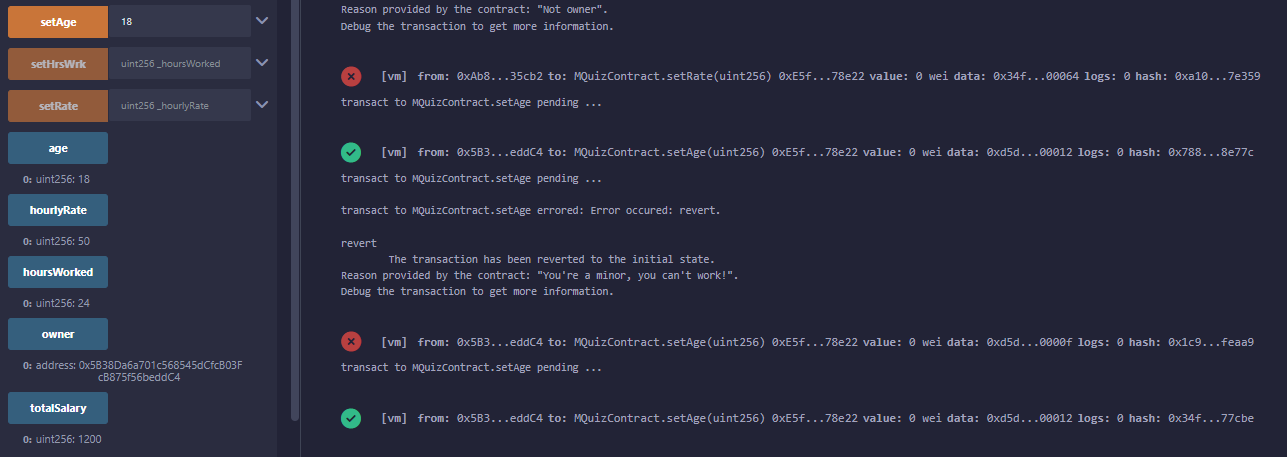 setAge 18
setHrsWrk uint256 _hoursWorked
setRate uint256 _hourlyRate
age
0: uint256: 18
hourlyRate
0: uint256: 50
hoursWorked
0: uint256: 24
owner
0: address: 0x5B38Da6a701c568545dCfcB03F
cB875f56beddC4
totalSalary
0: uint256: 1200
Reason provided by the contract: "Not owner".
Debug the transaction to get more information.
[vm] from: 0xAb8...35cb2 to: MQuizContract.setRate(uint256) 0xE5f...78e22 value: 0 wei data: 0x34f...00064 logs: 0 hash: 0xa10...7e359
transact to MQuizContract.setAge pending ...
[vm] from: 0x5B3...eddC4 to: MQuizContract.setAge(uint256) 0xE5f...78e22 value: 0 wei data: 0xd5d...00012 logs: 0 hash: 0x788...8e77c
transact to MQuizContract.setAge pending ...
transact to MQuizContract.setAge errored: Error occured: revert.
revert
The transaction has been reverted to the initial state.
Reason provided by the contract: "You're a minor, you can't work!".
Debug the transaction to get more information.
[vm] from: 0x5B3...eddC4 to: MQuizContract.setAge(uint256) 0xE5f...78e22 value: 0 wei data: 0xd5d...0000f logs: 0 hash: 0x1c9...feaa9
transact to MQuizContract.setAge pending ...
[vm] from: 0x5B3...eddC4 to: MQuizContract.setAge(uint256) 0xE5f...78e22 value: 0 wei data: 0xd5d...00012 logs: 0 hash: 0x34f...77cbe